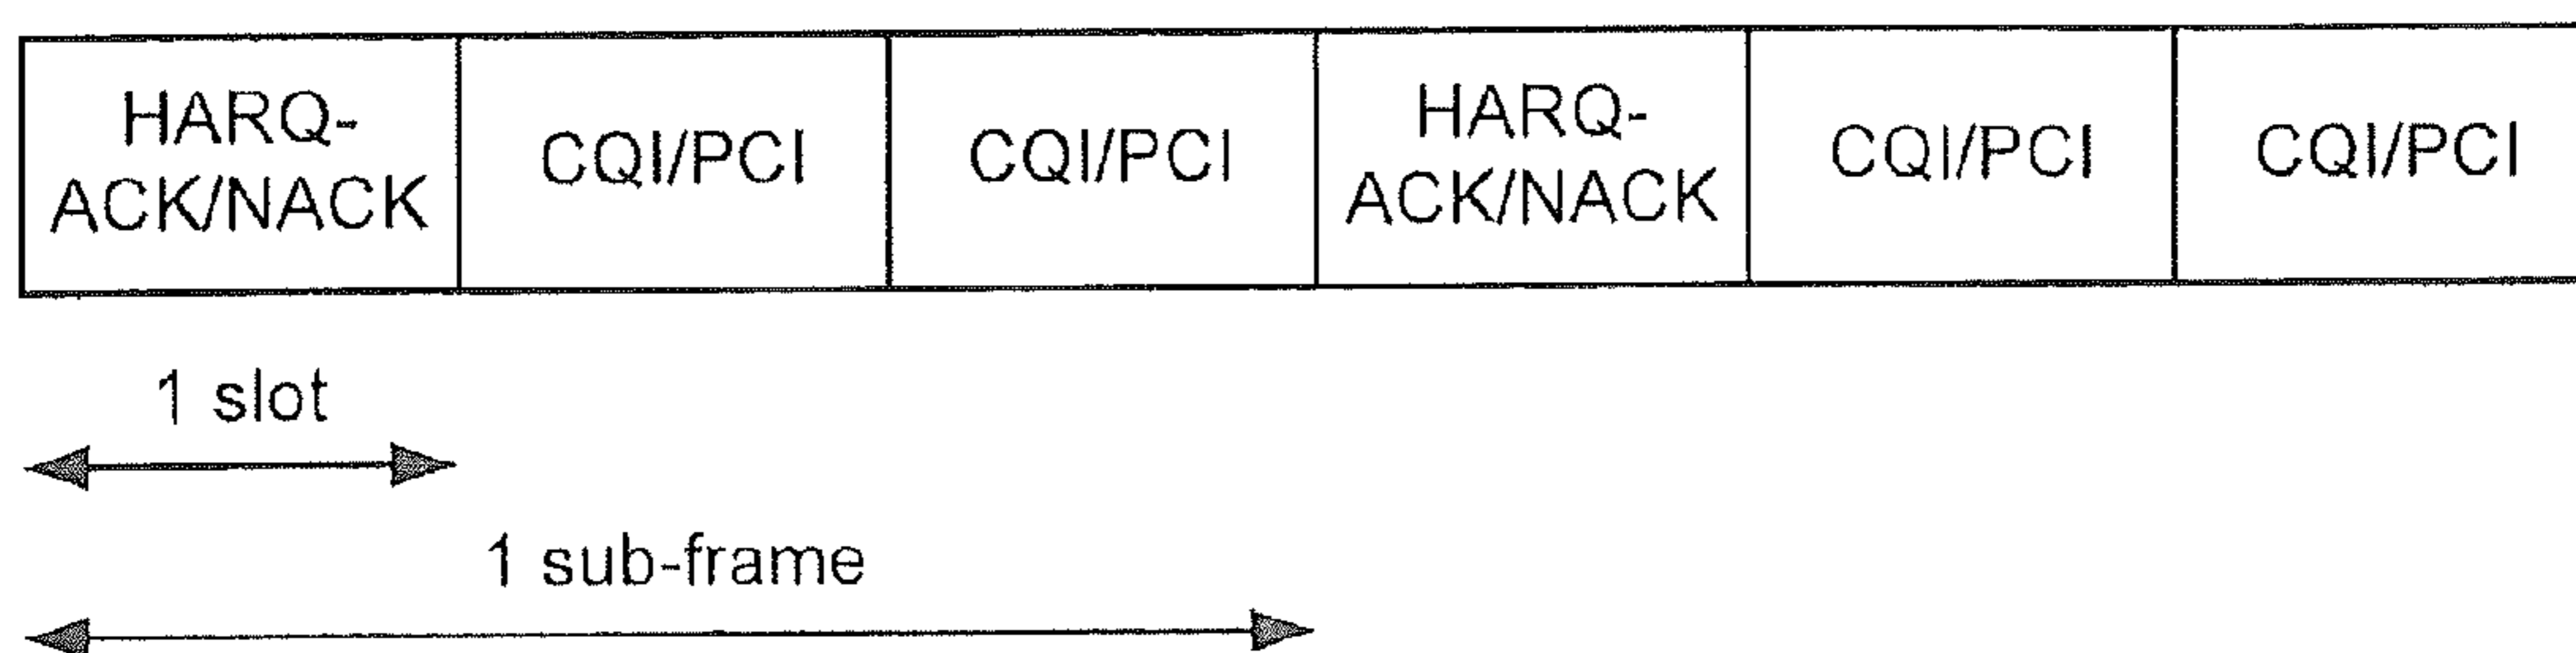 HARQ-
ACK/NACK
CQI/PCI
CQI/PCI
HARQ-
ACK/NACK
CQI/PCI
CQI/PCI
1 slot
1 sub-frame